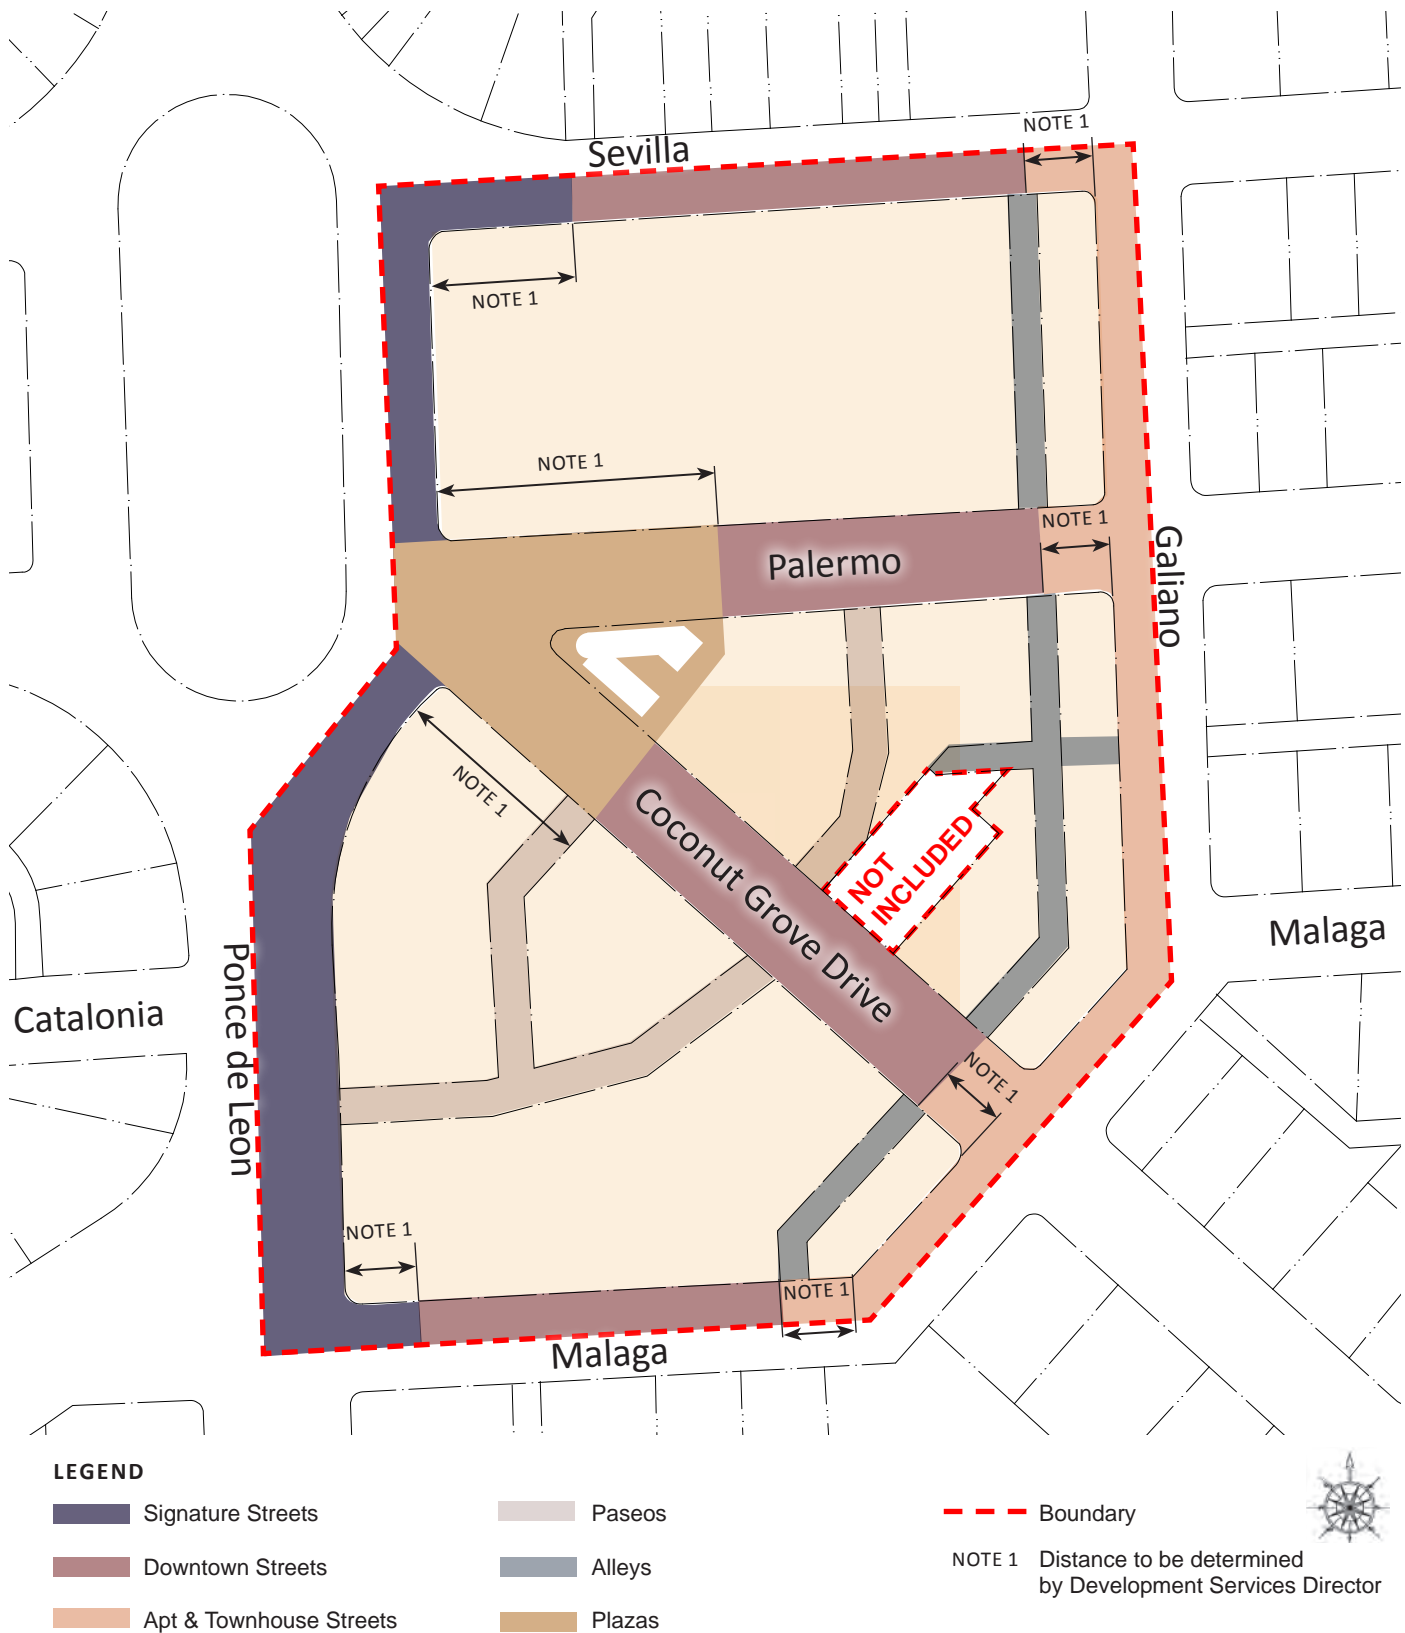 NOTE 1
Sevilla
NOTE 1
NOTE 1
NOTE 1
Palermo
Galiano
NOTE 1
Coconut Grove Drive
NOT
INCLUDED
Malaga
Ponce de Leon
Catalonia
NOTE 1
NOTE 1
NOTE 1
Malaga
LEGEND
Signature Streets
Downtown Streets
Apt & Townhouse Streets
Paseos
Alleys
Plazas
Boundary
NOTE 1 Distance to be determined
by Development Services Director